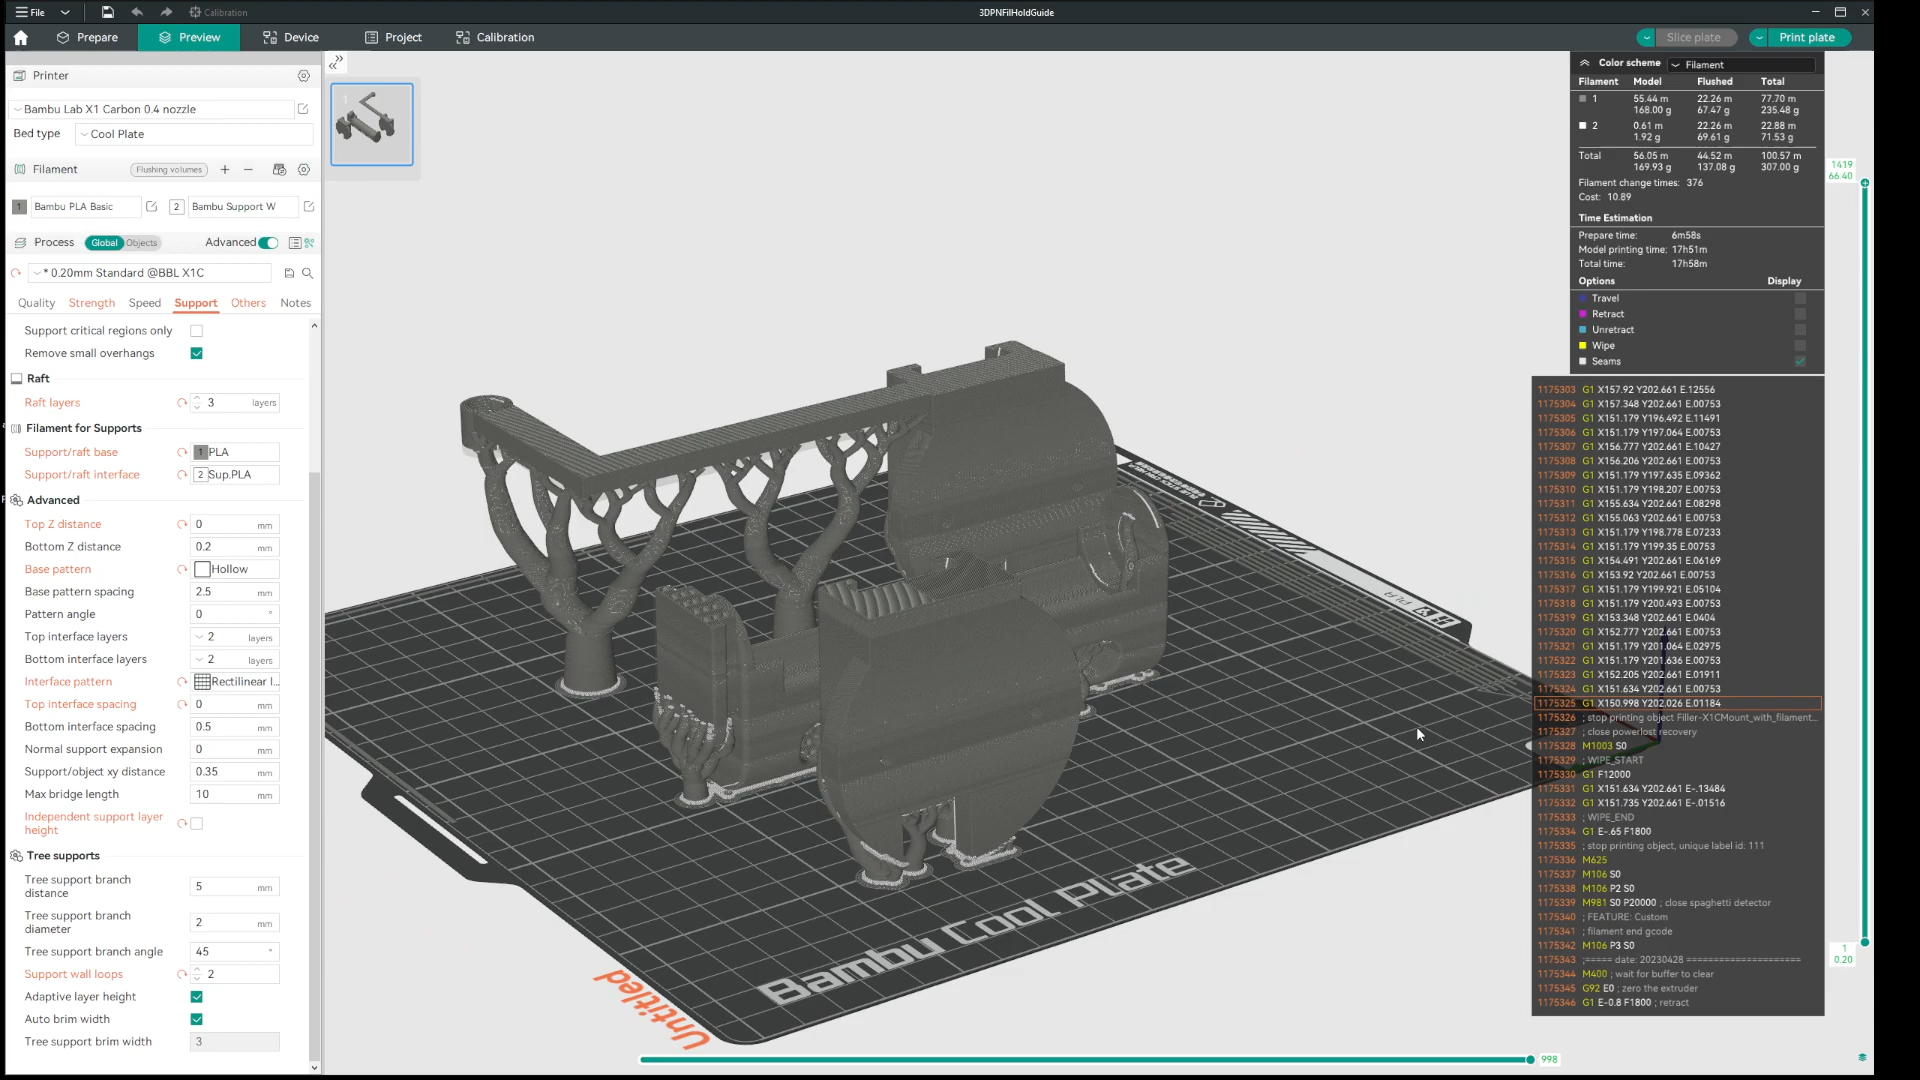 File
Calibration
3DPNFilHoldGuide
Prepare
Preview
Device
Project
Calibration
Slice plate
Print plate
Printer
Bambu Lab X1 Carbon 0.4 nozzle
Bed type
Cool Plate
Filament
Flushing volumes
1 Bambu PLA Basic
2 Bambu Support W
Process Global Objects Advanced
* 0.20mm Standard @BBL X1C
Quality Strength Speed Support Others Notes
Support critical regions only
Remove small overhangs
Raft
Raft layers 3 layers
Filament for Supports
Support/raft base 1 PLA
Support/raft interface 2 Sup.PLA
Advanced
Top Z distance 0 mm
Bottom Z distance 0.2 mm
Base pattern Hollow
Base pattern spacing 2.5 mm
Pattern angle 0 °
Top interface layers 2 layers
Bottom interface layers 2 layers
Interface pattern Rectilinear I...
Top interface spacing 0 mm
Bottom interface spacing 0.5 mm
Normal support expansion 0 mm
Support/object xy distance 0.35 mm
Max bridge length 10 mm
Independent support layer
height
Tree supports
Tree support branch
distance 5 mm
Tree support branch
diameter 2 mm
Tree support branch angle 45 °
Support wall loops 2
Adaptive layer height
Auto brim width
Tree support brim width 3
1
Bambu Cool Plate
Untitled
Color scheme Filament
Filament Model Flushed Total
1 55.44 m 22.26 m 77.70 m
168.00 g 67.47 g 235.48 g
2 0.61 m 22.26 m 22.88 m
1.92 g 69.61 g 71.53 g
Total 56.05 m 44.52 m 100.57 m
169.93 g 137.08 g 307.00 g
Filament change times: 376
Cost: 10.89
Time Estimation
Prepare time: 6m58s
Model printing time: 17h51m
Total time: 17h58m
Options Display
Travel
Retract
Unretract
Wipe
Seams
1175303 G1 X157.92 Y202.661 E.12556
1175304 G1 X157.348 Y202.661 E.00753
1175305 G1 X151.179 Y196.492 E.11491
1175306 G1 X151.179 Y197.064 E.00753
1175307 G1 X156.777 Y202.661 E.10427
1175308 G1 X156.206 Y202.661 E.00753
1175309 G1 X151.179 Y197.635 E.09362
1175310 G1 X151.179 Y198.207 E.00753
1175311 G1 X155.634 Y202.661 E.08298
1175312 G1 X155.063 Y202.661 E.00753
1175313 G1 X151.179 Y198.778 E.07233
1175314 G1 X151.179 Y199.35 E.00753
1175315 G1 X154.491 Y202.661 E.06169
1175316 G1 X153.92 Y202.661 E.00753
1175317 G1 X151.179 Y199.921 E.05104
1175318 G1 X151.179 Y200.493 E.00753
1175319 G1 X153.348 Y202.661 E.0404
1175320 G1 X152.777 Y202.661 E.00753
1175321 G1 X151.179 Y201.064 E.02975
1175322 G1 X151.179 Y201.636 E.00753
1175323 G1 X152.205 Y202.661 E.01911
1175324 G1 X151.634 Y202.661 E.00753
1175325 G1 X150.998 Y202.026 E.01184
1175326 ; stop printing object Filler-X1CMount_with_filament...
1175327 ; close powerlost recovery
1175328 M1003 S0
1175329 ; WIPE_START
1175330 G1 F12000
1175331 G1 X151.634 Y202.661 E-.13484
1175332 G1 X151.735 Y202.661 E-.01516
1175333 ; WIPE_END
1175334 G1 E-.65 F1800
1175335 ; stop printing object, unique label id: 111
1175336 M625
1175337 M106 S0
1175338 M106 P2 S0
1175339 M981 S0 P20000 ; close spaghetti detector
1175340 ; FEATURE: Custom
1175341 ; filament end gcode
1175342 M106 P3 S0
1175343 ;===== date: 20230428 =====================
1175344 M400 ; wait for buffer to clear
1175345 G92 E0 ; zero the extruder
1175346 G1 E-0.8 F1800 ; retract
1419
66.40
1
0.20
998